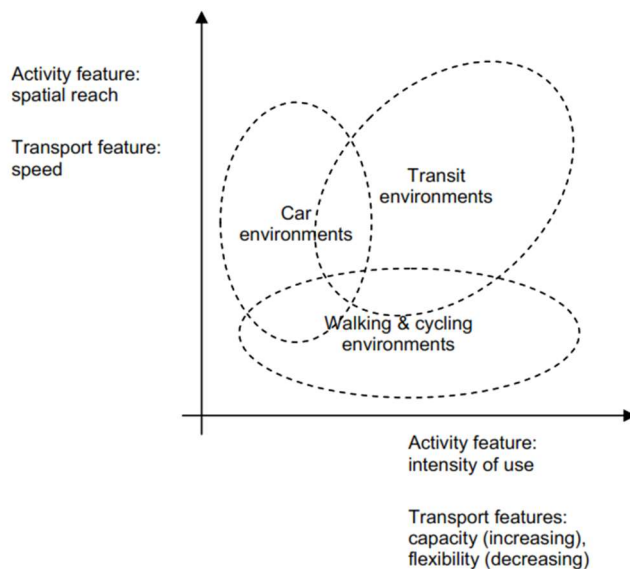 Activity feature:
spatial reach
Transport feature:
speed
Transit
environments
Car
environments
Walking & cycling
environments
Activity feature:
intensity of use
Transport features:
capacity (increasing),
flexibility (decreasing)